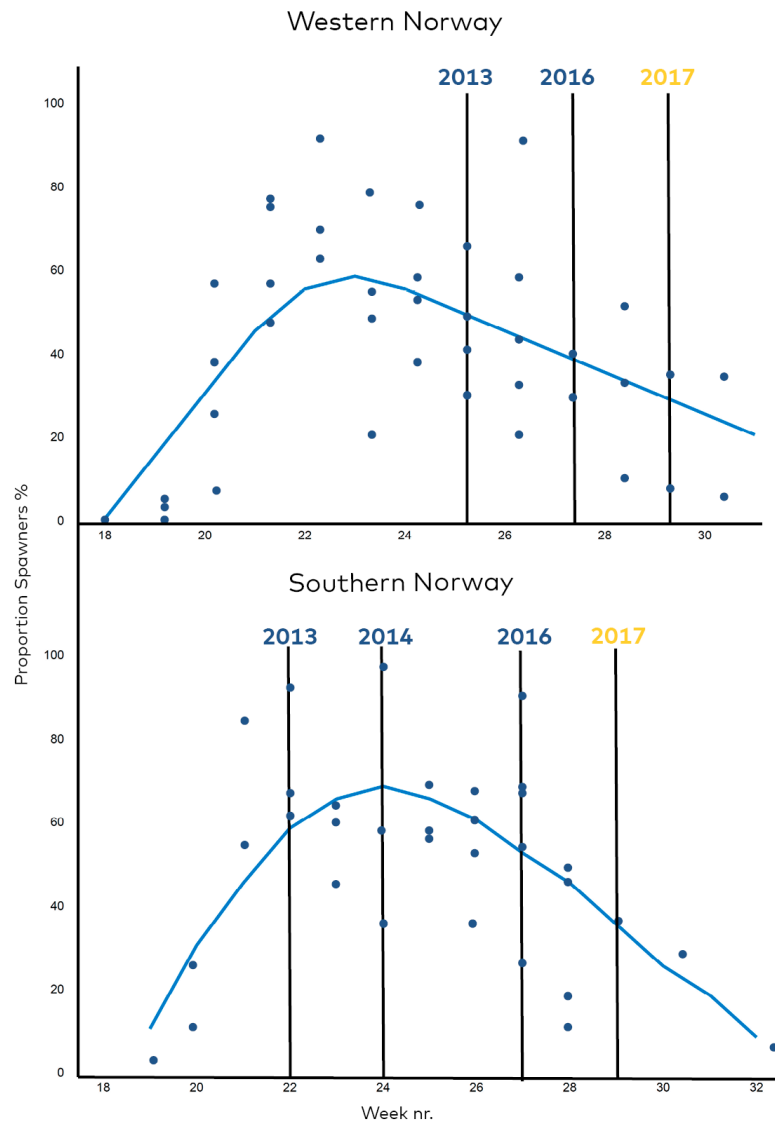 Western Norway
2013 2016 2017
100
80
60
40
20
0
18 20 22 24 26 28 30
Proportion Spawners %
Southern Norway
2013 2014 2016 2017
100
80
60
40
20
0
18 20 22 24 26 28 30 32
Week nr.